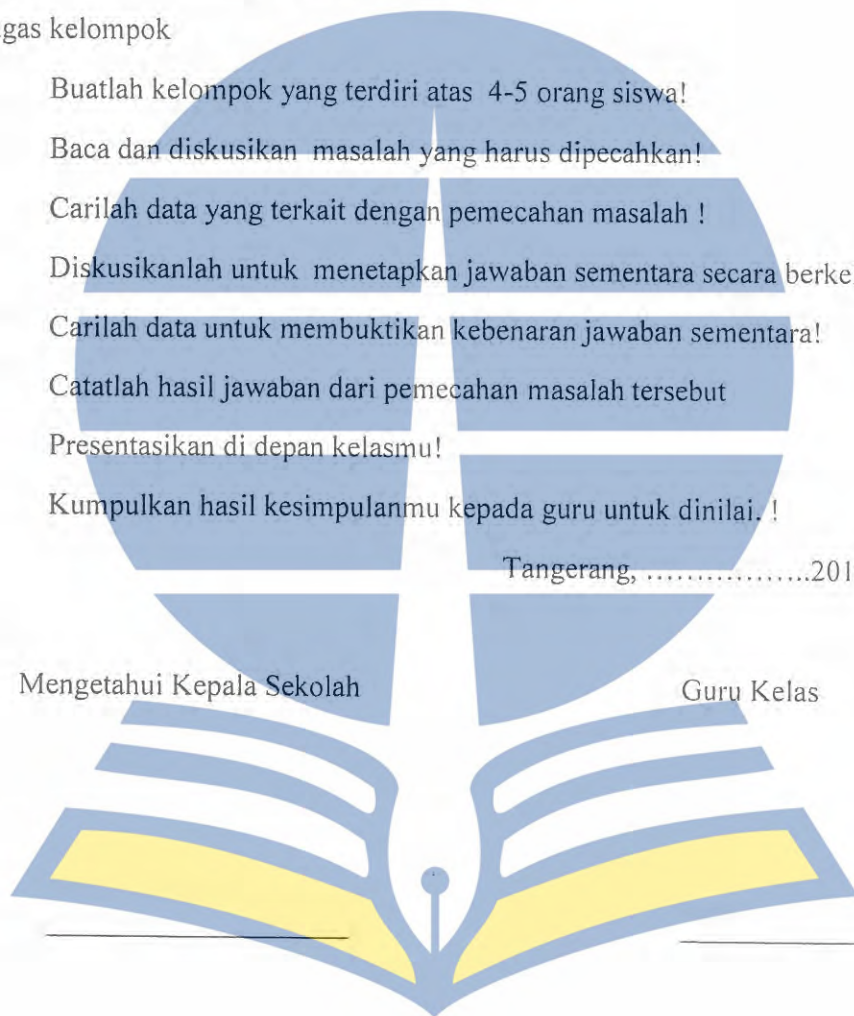 gas kelompok
Buatlah kelompok yang terdiri atas 4-5 orang siswa!
Baca dan diskusikan masalah yang harus dipecahkan!
Carilah data yang terkait dengan pemecahan masalah !
Diskusikanlah untuk menetapkan jawaban sementara secara berke
Carilah data untuk membuktikan kebenaran jawaban sementara!
Catatlah hasil jawaban dari pemecahan masalah tersebut
Presentasikan di depan kelasmu!
Kumpulkan hasil kesimpulanmu kepada guru untuk dinilai. !
Tangerang, ……………..201
Mengetahui Kepala Sekolah Guru Kelas